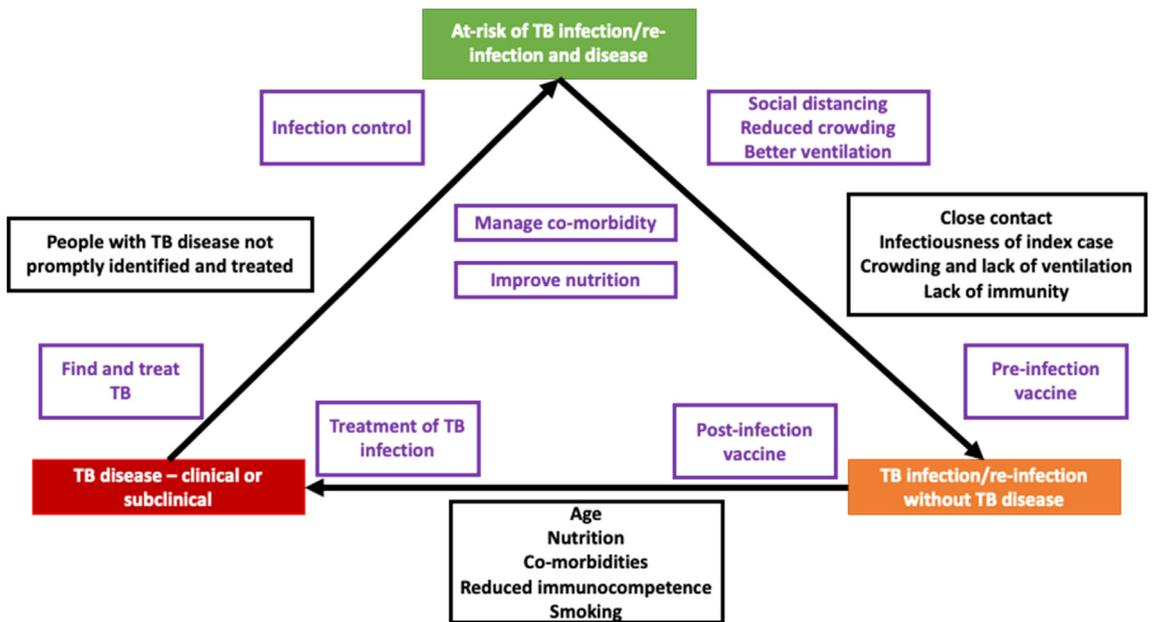 At-risk of TB infection/re-
infection and disease
Infection control
Social distancing
Reduced crowding
Better ventilation
Manage co-morbidity
Improve nutrition
People with TB disease not
promptly identified and treated
Close contact
Infectiousness of index case
Crowding and lack of ventilation
Lack of immunity
Find and treat
TB
Pre-infection
vaccine
Treatment of TB
infection
Post-infection
vaccine
TB disease – clinical or
subclinical
TB infection/re-infection
without TB disease
Age
Nutrition
Co-morbidities
Reduced immunocompetence
Smoking